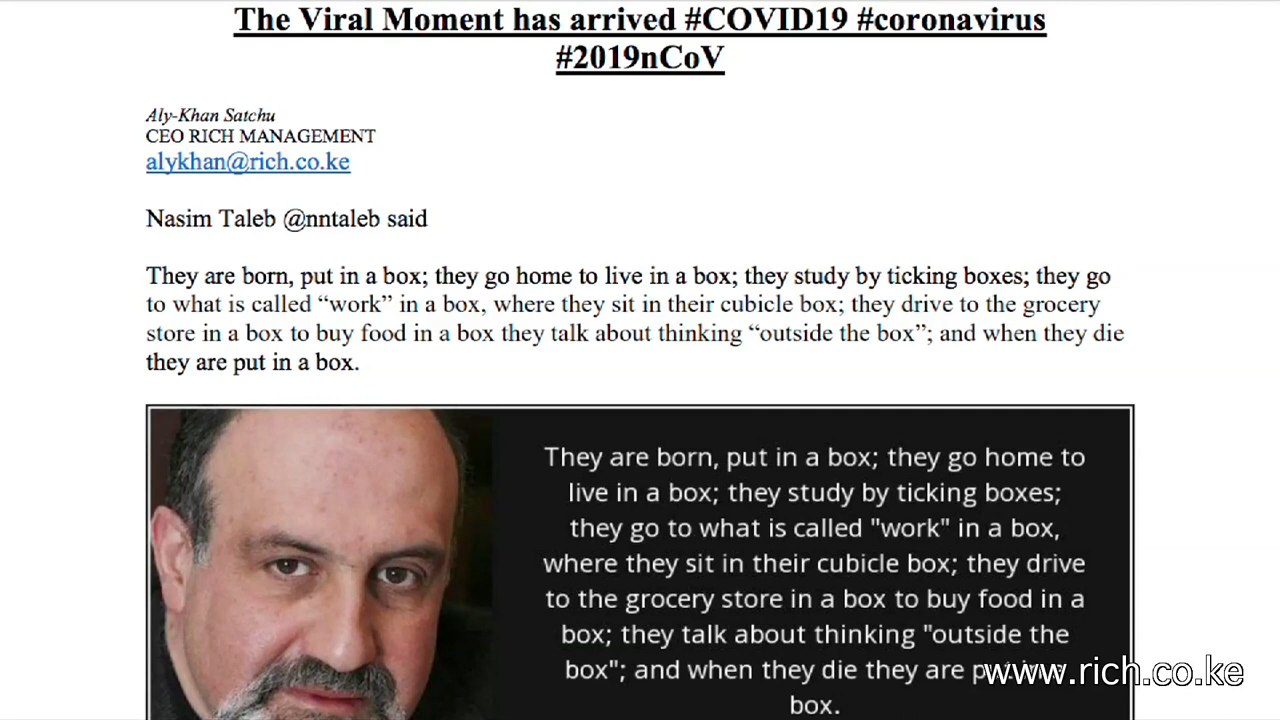 The Viral Moment has arrived #COVID19 #coronavirus
#2019nCoV
Aly-Khan Satchu
CEO RICH MANAGEMENT
alykhan@rich.co.ke
Nasim Taleb @nntaleb said
They are born, put in a box; they go home to live in a box; they study by ticking boxes; they go
to what is called “work” in a box, where they sit in their cubicle box; they drive to the grocery
store in a box to buy food in a box they talk about thinking “outside the box”; and when they die
they are put in a box.
They are born, put in a box; they go home to
live in a box; they study by ticking boxes;
they go to what is called "work" in a box,
where they sit in their cubicle box; they drive
to the grocery store in a box to buy food in a
box; they talk about thinking "outside the
box"; and when they die they are
box.
www.rich.co.ke